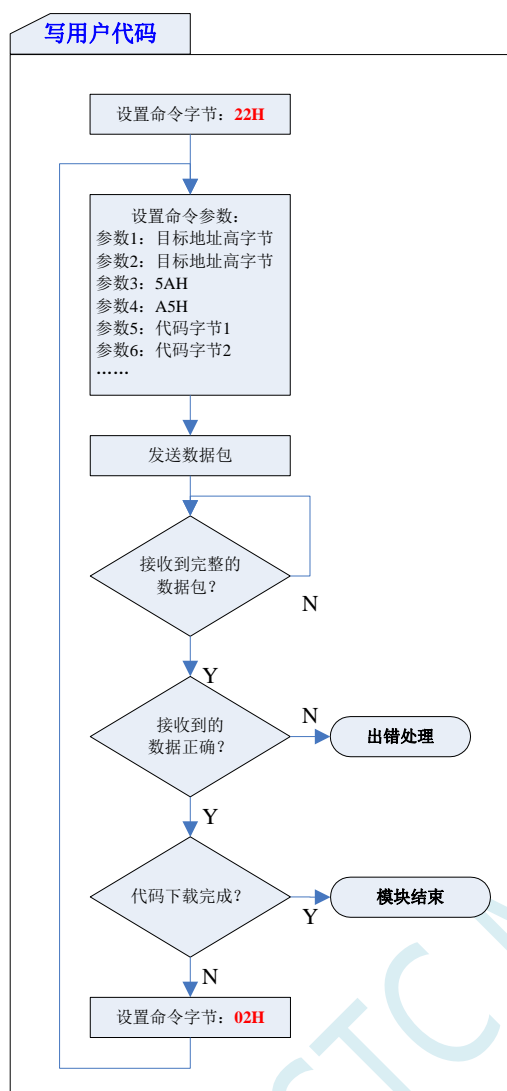 写用户代码
设置命令字节：22H
设置命令参数：
参数1：目标地址高字节
参数2：目标地址高字节
参数3：5AH
参数4：A5H
参数5：代码字节1
参数6：代码字节2
……
发送数据包
接收到完整的
数据包？
N
Y
接收到的
数据正确？
N
出错处理
Y
代码下载完成？
Y
模块结束
N
设置命令字节：02H
STC